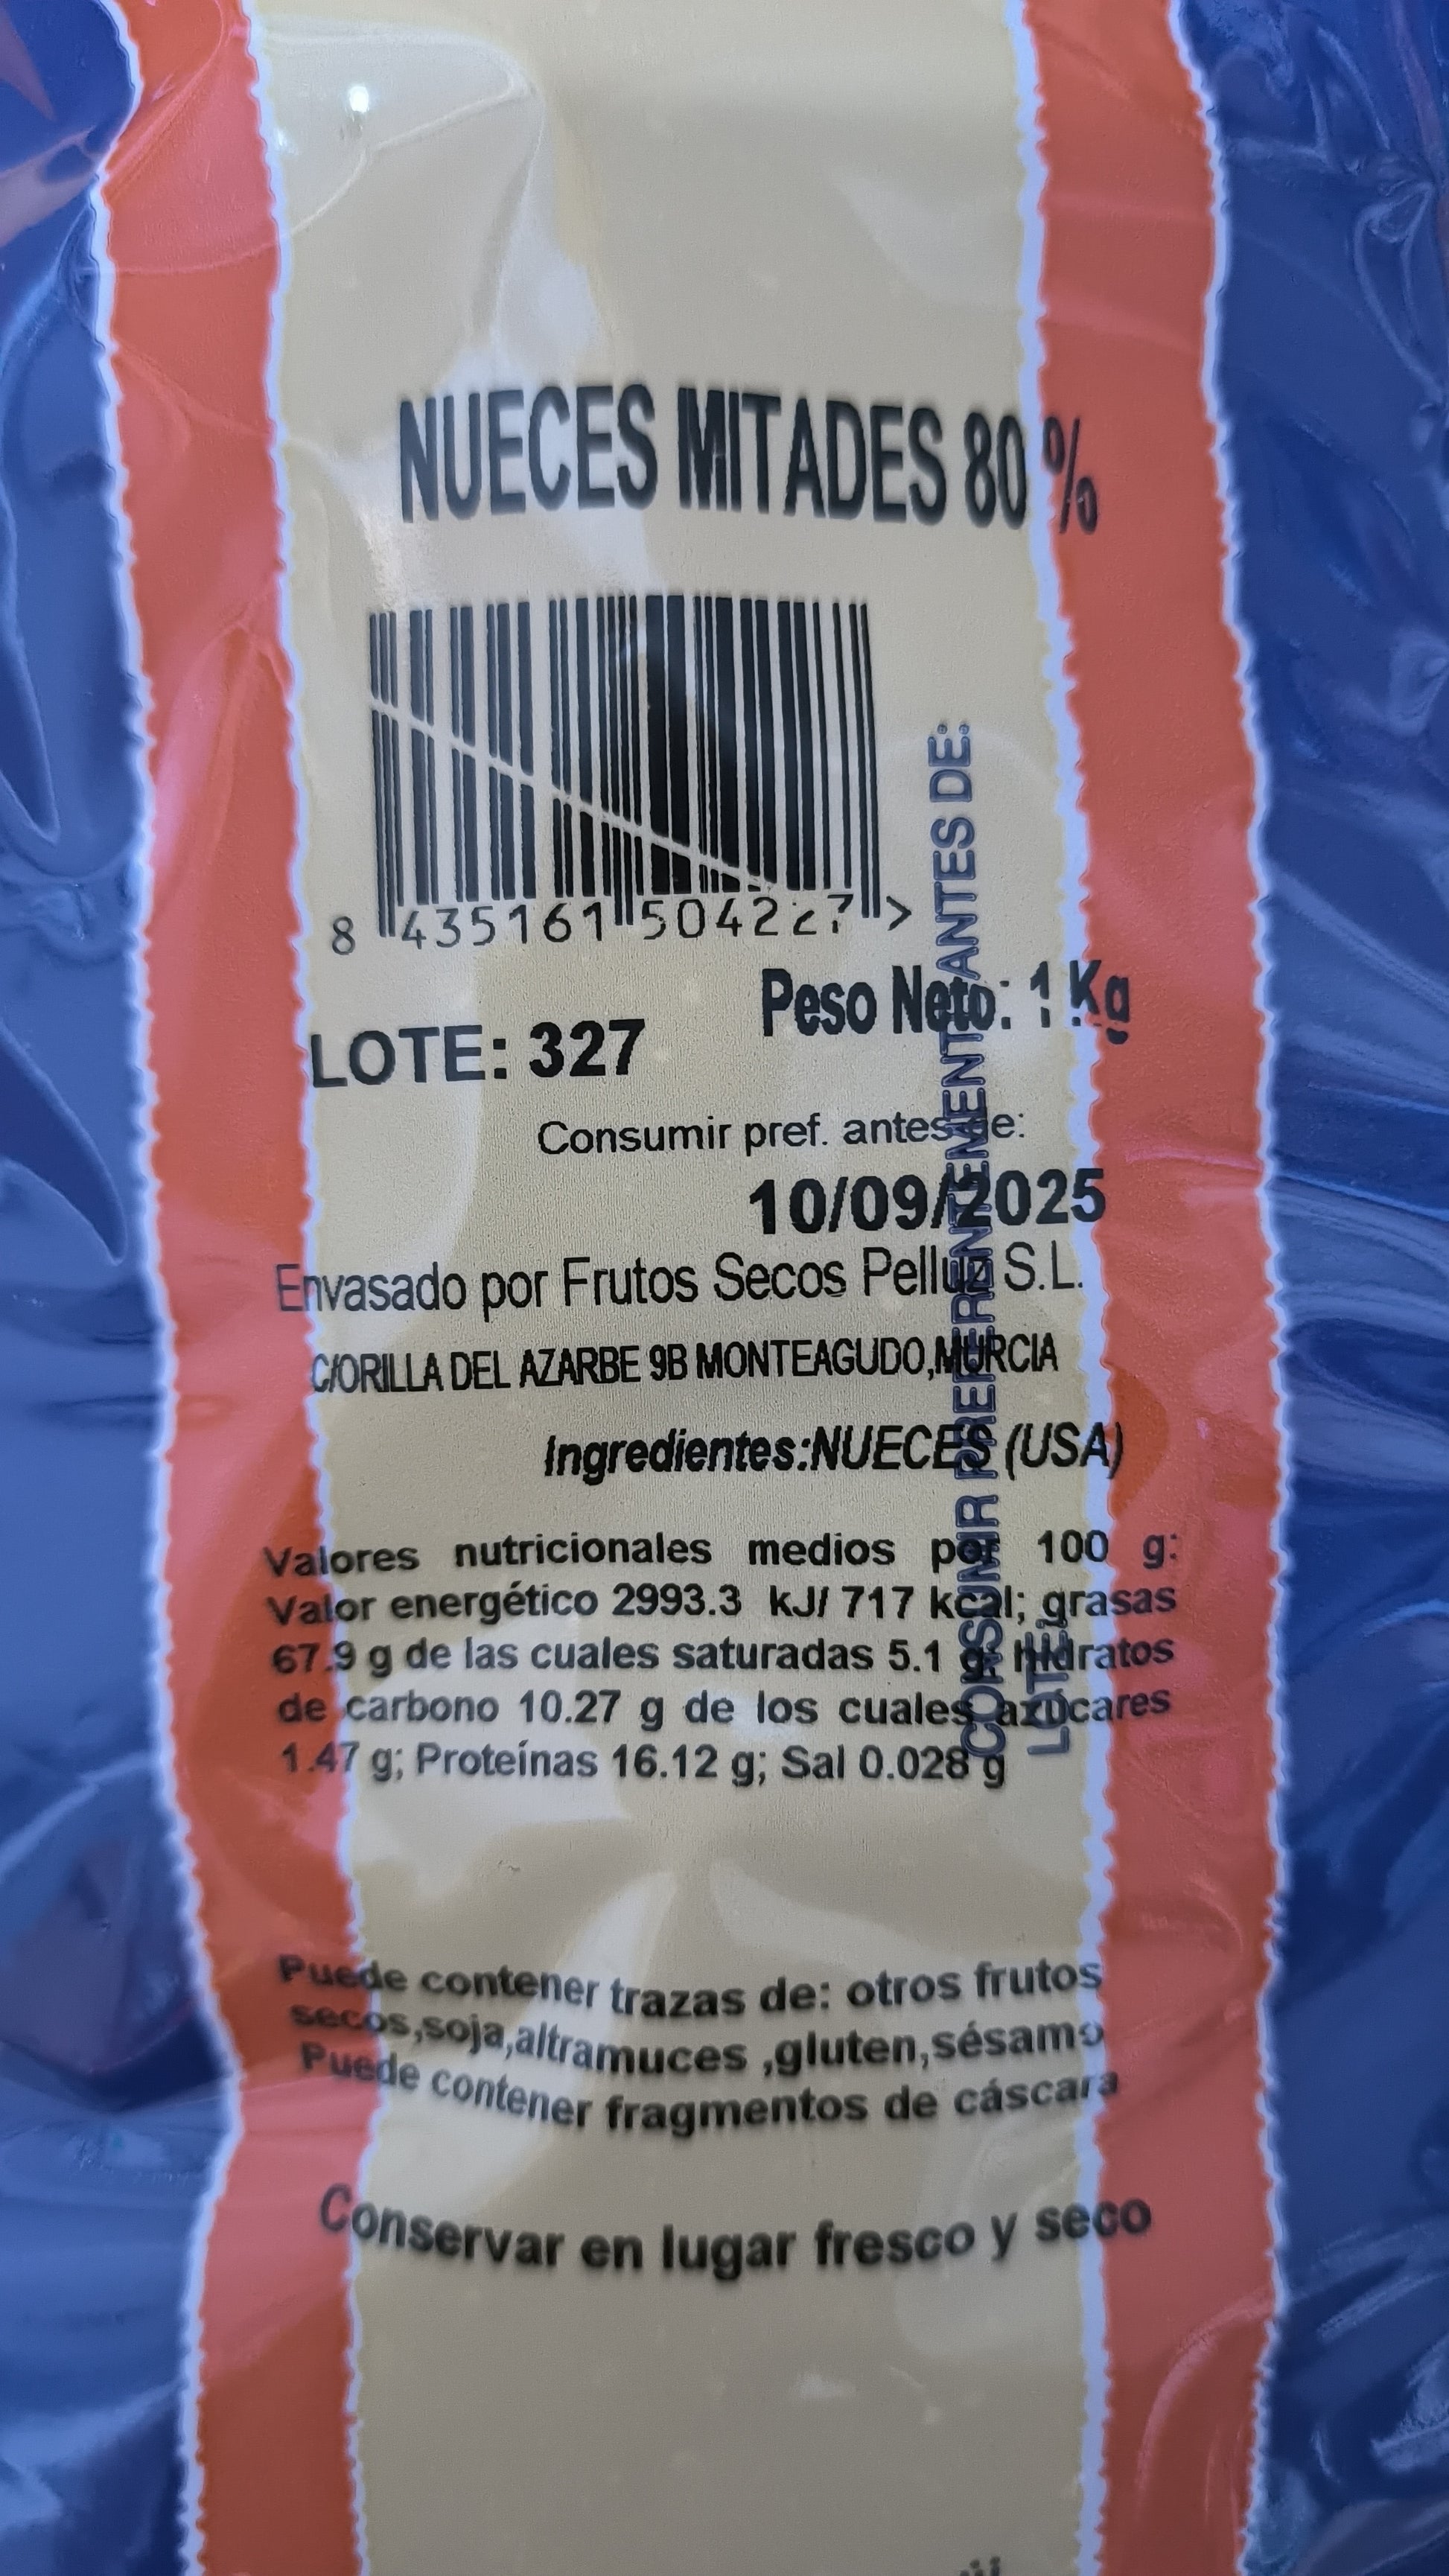 NUECES MITADES 80 %
8 435161 504227 >
Peso Neto: 1 Kg
LOTE: 327
Consumir pref. antes de:
10/09/2025
Envasado por Frutos Secos Pelluz S.L.
C/ORILLA DEL AZARBE 9B MONTEAGUDO,MURCIA
Ingredientes:NUECES (USA)
Valores nutricionales medios por 100 g:
Valor energético 2993.3 kJ/ 717 kcal; grasas
67.9 g de las cuales saturadas 5.1 g; hidratos
de carbono 10.27 g de los cuales azúcares
1.47 g; Proteínas 16.12 g; Sal 0.028 g
Puede contener trazas de: otros frutos
secos,soja,altramuces ,gluten,sésamo
Puede contener fragmentos de cáscara
Conservar en lugar fresco y seco
CONSUMIR PREFERENTEMENTE ANTES DE:
LOTE: